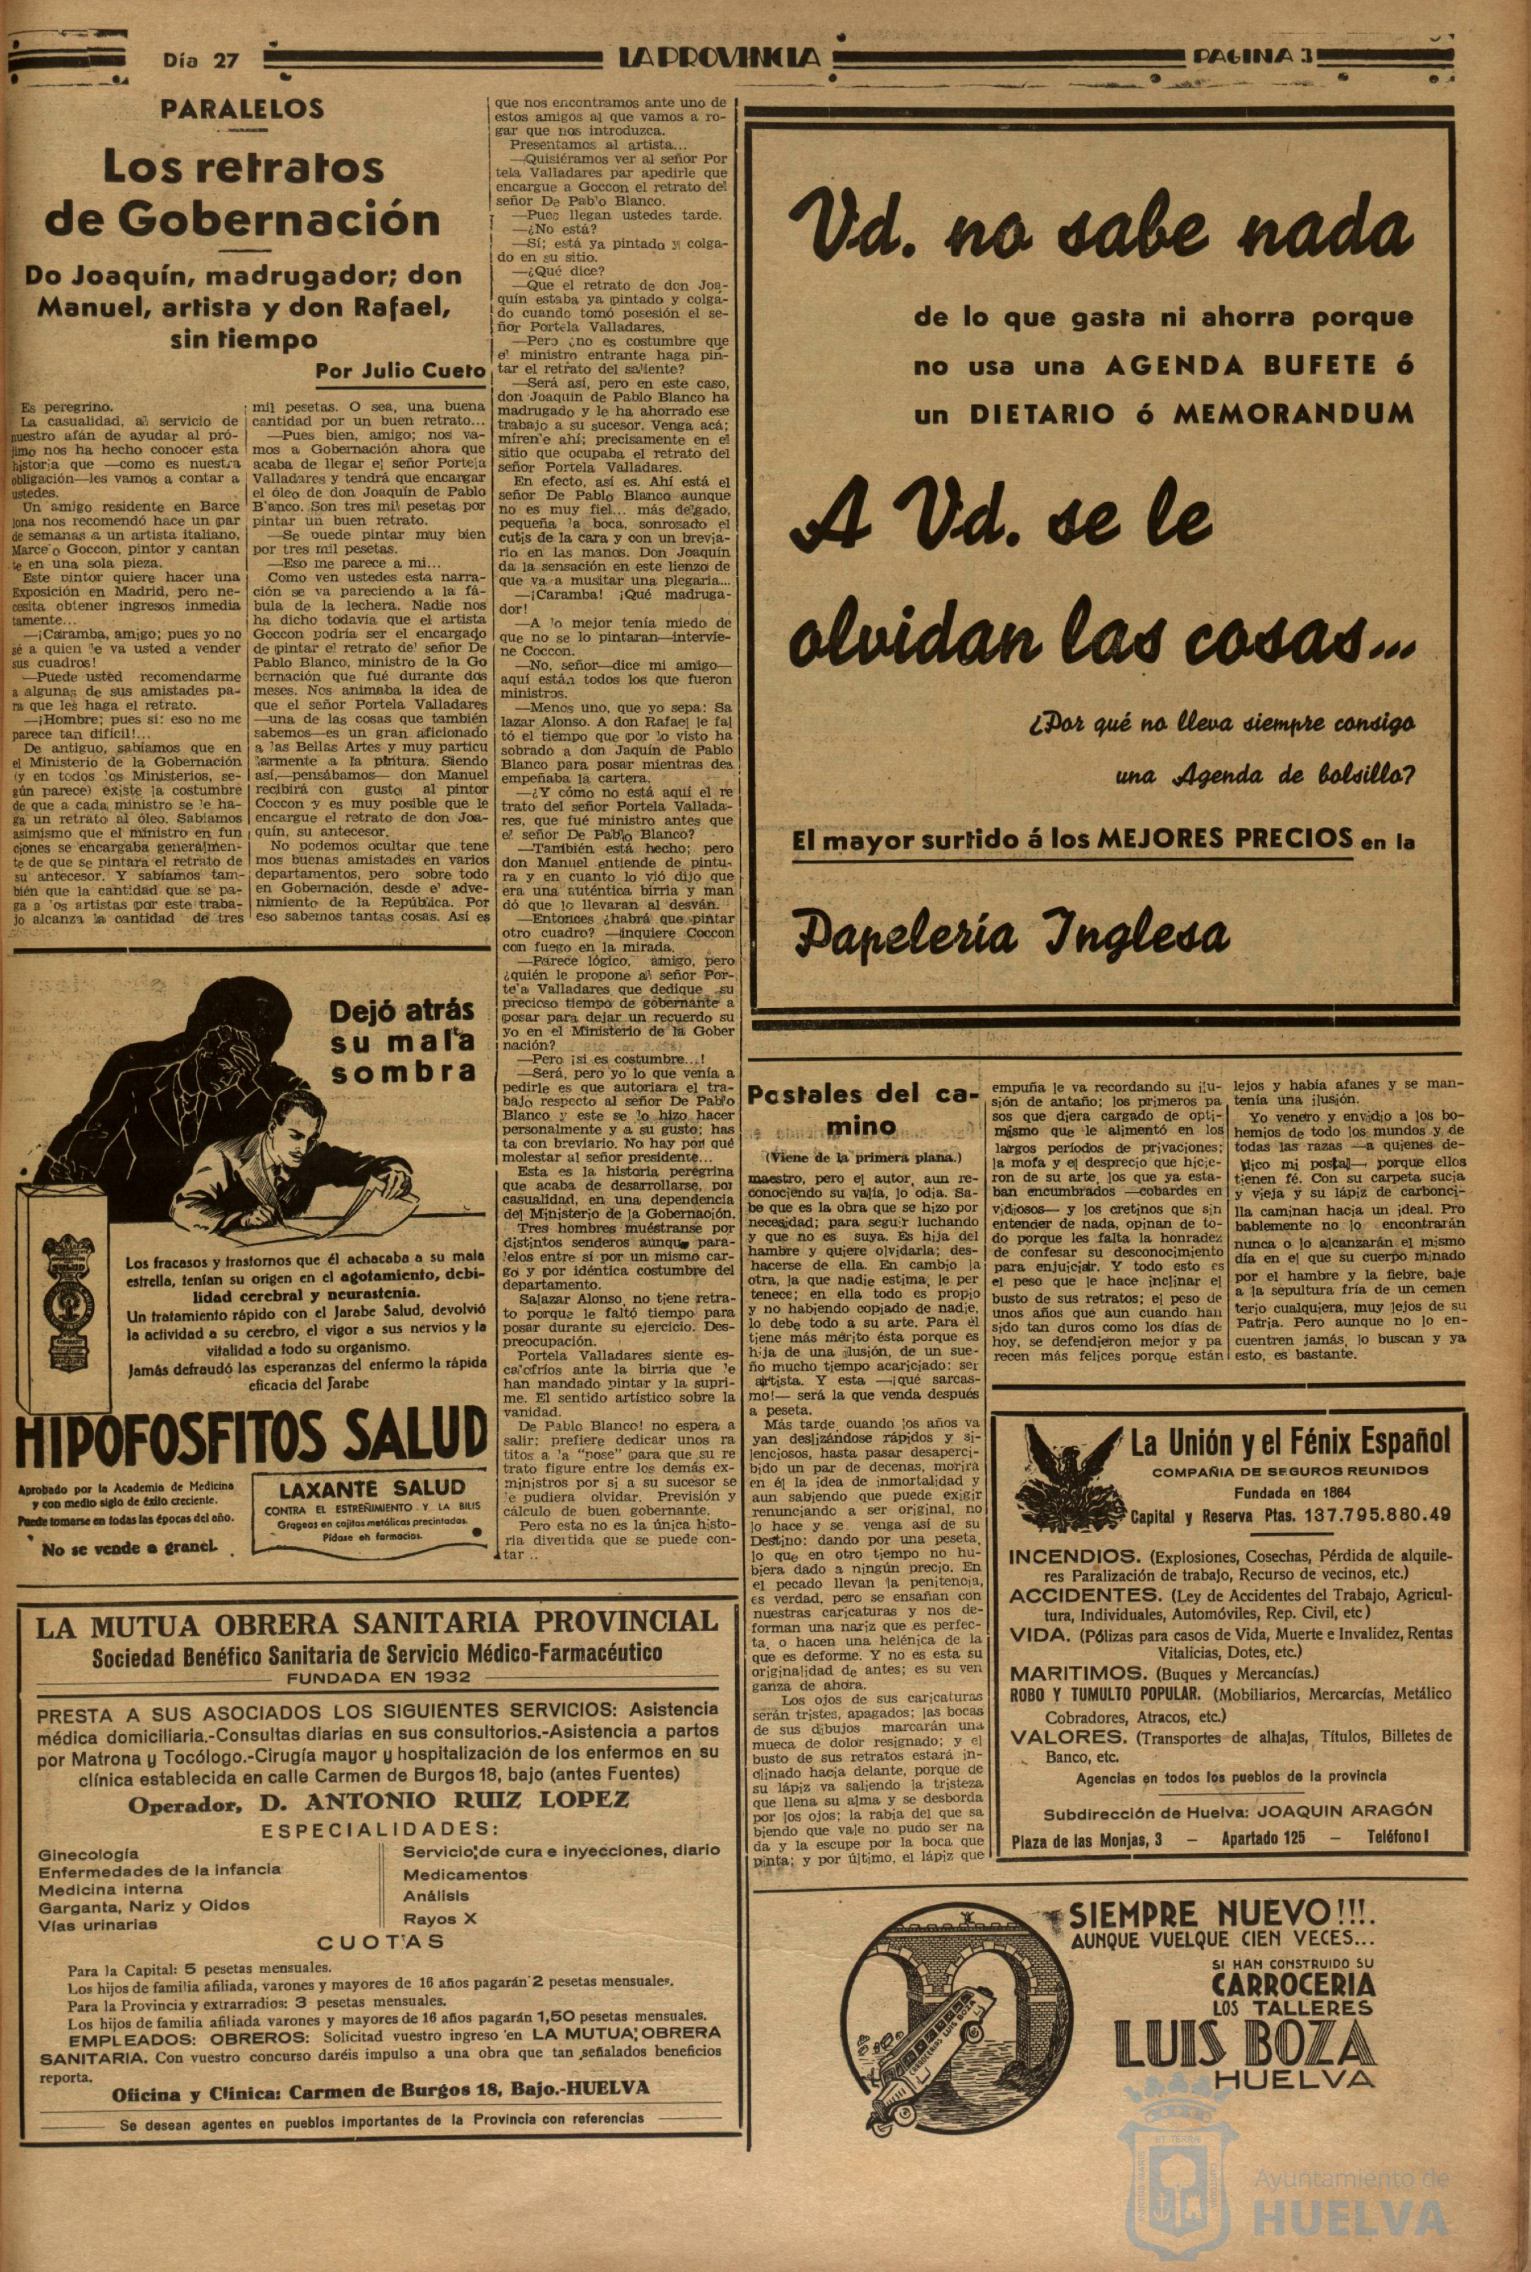 Día 27
LA PROVINCIA
PAGINA 3
PARALELOS
Los retratos
de Gobernación
Do Joaquín, madrugador; don
Manuel, artista y don Rafael,
sin tiempo
Por Julio Cueto
Es peregrino.
La casualidad, al servicio de
nuestro afán de ayudar al pró-
jimo nos ha hecho conocer esta
historia que —como es nuestra
obligación—les vamos a contar a
ustedes.
Un amigo residente en Barce
lona nos recomendó hace un par
de semanas a un artista italiano,
Marce'o Goccon, pintor y cantan
te en una sola pieza.
Este pintor quiere hacer una
Exposición en Madrid, pero ne-
cesita obtener ingresos inmedia
tamente...
—¡Caramba, amigo; pues yo no
sé a quien 'e va usted a vender
sus cuadros!
—Puede usted recomendarme
a algunas de sus amistades pa-
ra que les haga el retrato.
—¡Hombre; pues sí: eso no me
parece tan difícil!...
De antiguo, sabíamos que en
el Ministerio de la Gobernación
(y en todos 'os Ministerios, se-
gún parece) existe la costumbre
de que a cada ministro se 'e ha-
ga un retrato al óleo. Sabíamos
asimismo que el ministro en fun
ciones se encargaba generalmen-
te de que se pintara el retrato de
su antecesor. Y sabíamos tam-
bién que la cantidad que se pa-
ga a 'os artistas por este traba-
jo alcanza la cantidad de tres
mil pesetas. O sea, una buena
cantidad por un buen retrato...
—Pues bien, amigo; nos va-
mos a Gobernación ahora que
acaba de llegar el señor Portela
Valladares y tendrá que encargar
el óleo de don Joaquín de Pablo
B'anco. Son tres mil pesetas por
pintar un buen retrato.
—Se puede pintar muy bien
por tres mil pesetas.
—Eso me parece a mi...
Como ven ustedes esta narra-
ción se va pareciendo a la fá-
bula de la lechera. Nadie nos
ha dicho todavía que el artista
Goccon podría ser el encargado
de pintar el retrato de' señor De
Pablo Blanco, ministro de la Go
bernación que fué durante dos
meses. Nos animaba la idea de
que el señor Portela Valladares
—una de las cosas que también
sabemos—es un gran aficionado
a 'as Bellas Artes y muy particu
'armente a la pintura. Siendo
así,—pensábamos— don Manuel
recibirá con gusto al pintor
Coccon y es muy posible que le
encargue el retrato de don Joa-
quín, su antecesor.
No podemos ocultar que tene
mos buenas amistades en varios
departamentos, pero sobre todo
en Gobernación, desde e' adve-
nimiento de la República. Por
eso sabemos tantas cosas. Así es
que nos encontramos ante uno de
estos amigos al que vamos a ro-
gar que nos introduzca.
Presentamos al artista...
—Quisiéramos ver al señor Por
tela Valladares par apedirle que
encargue a Goccon el retrato del
señor De Pab'o Blanco.
—Pues llegan ustedes tarde.
—¿No está?
—Sí; está ya pintado y colga-
do en su sitio.
—¿Qué dice?
—Que el retrato de don Joa-
quín estaba ya pintado y colga-
do cuando tomó posesión el se-
ñor Portela Valladares.
—Pero ¿no es costumbre que
e' ministro entrante haga pin-
tar el retrato del saliente?
—Será así, pero en este caso,
don Joaquín de Pablo Blanco ha
madrugado y le ha ahorrado ese
trabajo a su sucesor. Venga acá;
míren'e ahí; precisamente en el
sitio que ocupaba el retrato del
señor Portela Valladares.
En efecto, así es. Ahí está el
señor De Pablo Blanco aunque
no es muy fiel... más delgado,
pequeña 'a boca, sonrosado el
cutis de la cara y con un brevia-
rio en las manos. Don Joaquín
da la sensación en este lienzo de
que va a musitar una plegaria...
—¡Caramba! ¡Qué madruga-
dor!
—A 'o mejor tenía miedo de
que no se lo pintaran—intervie-
ne Coccon.
—No, señor—dice mi amigo—
aquí están todos los que fueron
ministros.
—Menos uno, que yo sepa: Sa
lazar Alonso. A don Rafael le fal
tó el tiempo que por lo visto ha
sobrado a don Jaquín de Pablo
Blanco para posar mientras des
empeñaba la cartera.
—¿Y cómo no está aquí el re
trato del señor Portela Vallada-
res, que fué ministro antes que
e' señor De Pablo Blanco?
—También está hecho; pero
don Manuel entiende de pintu-
ra y en cuanto lo vió dijo que
era una auténtica birria y man
dó que lo llevaran al desván.
—Entonces ¿habrá que pintar
otro cuadro? —inquiere Coccon
con fuego en la mirada.
—Parece lógico, amigo, pero
¿quién le propone al señor Por-
te'a Valladares que dedique su
precioso tiempo de gobernante a
posar para dejar un recuerdo su
yo en el Ministerio de la Gober
nación?
—Pero ¡si es costumbre...!
—Será, pero yo lo que venía a
pedirle es que autoriara el tra-
bajo respecto al señor De Pablo
Blanco y este se lo hizo hacer
personalmente y a su gusto; has
ta con breviario. No hay por qué
molestar al señor presidente...
Esta es la historia peregrina
que acaba de desarrollarse, por
casualidad, en una dependencia
del Ministerio de la Gobernación.
Tres hombres muéstranse por
distintos senderos aunque para-
'elos entre sí por un mismo car-
go y por idéntica costumbre del
departamento.
Salazar Alonso, no tiene retra-
to porque le faltó tiempo para
posar durante su ejercicio. Des-
preocupación.
Portela Valladares siente es-
ca'ofríos ante la birria que 'e
han mandado pintar y la supri-
me. El sentido artístico sobre la
vanidad.
De Pablo Blanco! no espera a
salir: prefiere dedicar unos ra
titos a 'a "pose" para que su re
trato figure entre los demás ex-
ministros por si a su sucesor se
'e pudiera olvidar. Previsión y
cálculo de buen gobernante.
Pero esta no es la única histo-
ria divertida que se puede con-
tar ..
Vd. no sabe nada
de lo que gasta ni ahorra porque
no usa una AGENDA BUFETE ó
un DIETARIO ó MEMORANDUM
A Vd. se le
olvidan las cosas...
¿Por qué no lleva siempre consigo
una Agenda de bolsillo?
El mayor surtido á los MEJORES PRECIOS en la
Papelería Inglesa
Dejó atrás
su mala
sombra
Los fracasos y trastornos que él achacaba a su mala
estrella, tenían su origen en el agotamiento, debi-
lidad cerebral y neurastenia.
Un tratamiento rápido con el Jarabe Salud, devolvió
la actividad a su cerebro, el vigor a sus nervios y la
vitalidad a todo su organismo.
Jamás defraudó las esperanzas del enfermo la rápida
eficacia del Jarabe
HIPOFOSFITOS SALUD
Aprobado por la Academia de Medicina
y con medio siglo de éxito creciente.
Puede tomarse en todas las épocas del año.
No se vende a granel.
LAXANTE SALUD
CONTRA EL ESTREÑIMIENTO Y LA BILIS
Grageas en cajitas metálicas precintadas.
Pídase en farmacias.
LA MUTUA OBRERA SANITARIA PROVINCIAL
Sociedad Benéfico Sanitaria de Servicio Médico-Farmacéutico
FUNDADA EN 1932
PRESTA A SUS ASOCIADOS LOS SIGUIENTES SERVICIOS: Asistencia
médica domiciliaria.-Consultas diarias en sus consultorios.-Asistencia a partos
por Matrona y Tocólogo.-Cirugía mayor y hospitalización de los enfermos en su
clínica establecida en calle Carmen de Burgos 18, bajo (antes Fuentes)
Operador, D. ANTONIO RUIZ LOPEZ
ESPECIALIDADES:
Ginecología
Enfermedades de la infancia
Medicina interna
Garganta, Nariz y Oidos
Vías urinarias
Servicio de cura e inyecciones, diario
Medicamentos
Análisis
Rayos X
CUOTAS
Para la Capital: 5 pesetas mensuales.
Los hijos de familia afiliada, varones y mayores de 16 años pagarán 2 pesetas mensuales.
Para la Provincia y extrarradios: 3 pesetas mensuales.
Los hijos de familia afiliada varones y mayores de 16 años pagarán 1,50 pesetas mensuales.
EMPLEADOS: OBREROS: Solicitad vuestro ingreso en LA MUTUA OBRERA
SANITARIA. Con vuestro concurso daréis impulso a una obra que tan señalados beneficios
reporta.
Oficina y Clínica: Carmen de Burgos 18, Bajo.-HUELVA
Se desean agentes en pueblos importantes de la Provincia con referencias
Postales del ca-
mino
(Viene de la primera plana.)
maestro, pero el autor, aun re-
conociendo su valía, lo odia. Sa-
be que es la obra que se hizo por
necesidad; para seguir luchando
y que no es suya. Es hija del
hambre y quiere olvidarla; des-
hacerse de ella. En cambio la
otra, la que nadie estima, le per
tenece; en ella todo es propio
y no habiendo copiado de nadie,
lo debe todo a su arte. Para él
tiene más mérito ésta porque es
hija de una ilusión, de un sue-
ño mucho tiempo acariciado: ser
artista. Y esta —¡qué sarcas-
mo!— será la que venda después
a peseta.
Más tarde, cuando los años va
yan deslizándose rápidos y si-
lenciosos, hasta pasar desaperci-
bido un par de decenas, morirá
en él la idea de inmortalidad y
aun sabiendo que puede exigir
renunciando a ser original, no
lo hace y se venga así de su
Destino: dando por una peseta,
lo que en otro tiempo no hu-
biera dado a ningún precio. En
el pecado llevan la penitencia,
es verdad, pero se ensañan con
nuestras caricaturas y nos de-
forman una nariz que es perfec-
ta, o hacen una helénica de la
que es deforme. Y no es esta su
originalidad de antes; es su ven
ganza de ahora.
Los ojos de sus caricaturas
serán tristes, apagados; las bocas
de sus dibujos marcarán una
mueca de dolor resignado; y el
busto de sus retratos estará in-
clinado hacia delante, porque de
su lápiz va saliendo la tristeza
que llena su alma y se desborda
por los ojos; la rabia del que sa
biendo que vale no pudo ser na
da y la escupe por la boca que
pinta; y por último, el lápiz que
empuña le va recordando su ilu-
sión de antaño; los primeros pa
sos que diera cargado de opti-
mismo que le alimentó en los
largos períodos de privaciones;
la mofa y el desprecio que hicie-
ron de su arte, los que ya esta-
ban encumbrados —cobardes en
vidiosos— y los cretinos que sin
entender de nada, opinan de to-
do porque les falta la honradez
de confesar su desconocimiento
para enjuiciar. Y todo esto es
el peso que le hace inclinar el
busto de sus retratos; el peso de
unos años que aun cuando han
sido tan duros como los días de
hoy, se defendieron mejor y pa
recen más felices porque están
lejos y había afanes y se man-
tenía una ilusión.
Yo venero y envidio a los bo-
hemios de todo los mundos y de
todas las razas —a quienes de-
dico mi postal— porque ellos
tienen fé. Con su carpeta sucia
y vieja y su lápiz de carbonci-
lla caminan hacia un ideal. Pro
bablemente no lo encontrarán
nunca o lo alcanzarán el mismo
día en el que su cuerpo minado
por el hambre y la fiebre, baje
a la sepultura fría de un cemen
terio cualquiera, muy lejos de su
Patria. Pero aunque no lo en-
cuentren jamás, lo buscan y ya
esto, es bastante.
La Unión y el Fénix Español
COMPAÑIA DE SEGUROS REUNIDOS
Fundada en 1864
Capital y Reserva Ptas. 137.795.880.49
INCENDIOS. (Explosiones, Cosechas, Pérdida de alquile-
res Paralización de trabajo, Recurso de vecinos, etc.)
ACCIDENTES. (Ley de Accidentes del Trabajo, Agricul-
tura, Individuales, Automóviles, Rep. Civil, etc )
VIDA. (Pólizas para casos de Vida, Muerte e Invalidez, Rentas
Vitalicias, Dotes, etc.)
MARITIMOS. (Buques y Mercancías.)
ROBO Y TUMULTO POPULAR. (Mobiliarios, Mercarcías, Metálico
Cobradores, Atracos, etc.)
VALORES. (Transportes de alhajas, Títulos, Billetes de
Banco, etc.
Agencias en todos los pueblos de la provincia
Subdirección de Huelva: JOAQUIN ARAGÓN
Plaza de las Monjas, 3 — Apartado 125 — Teléfono I
SIEMPRE NUEVO!!!.
AUNQUE VUELQUE CIEN VECES...
SI HAN CONSTRUIDO SU
CARROCERIA
LOS TALLERES
LUIS BOZA
HUELVA
CARROCERIAS LUIS BOZA
Ayuntamiento de
HUELVA